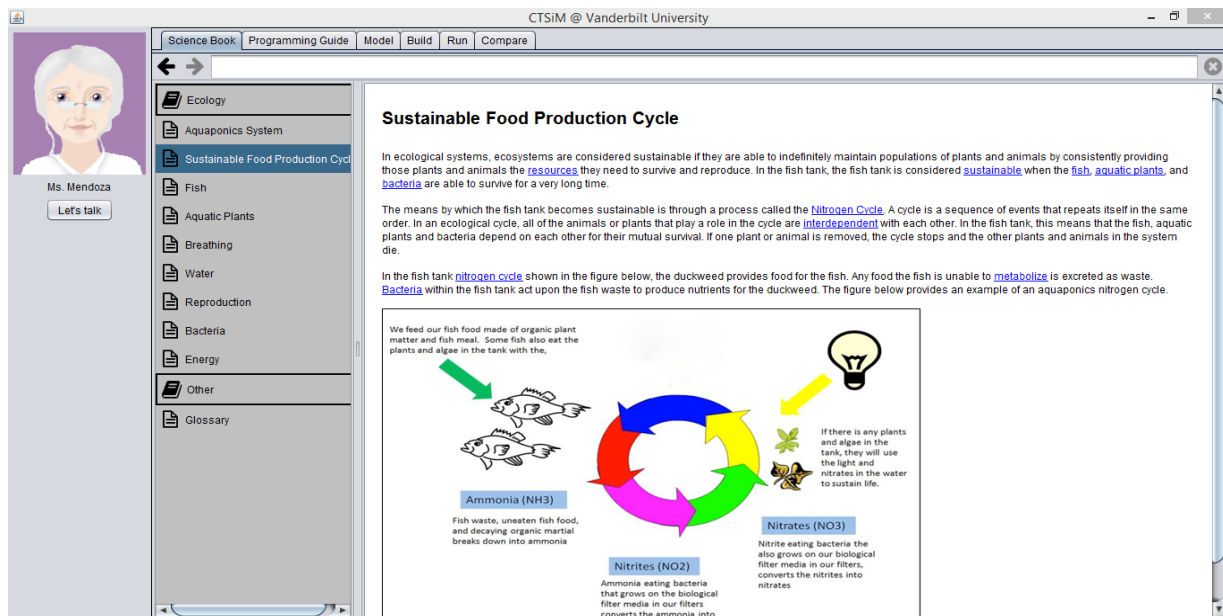 CTSiM @ Vanderbilt University
Science Book
Programming Guide
Model
Build
Run
Compare
Ms. Mendoza
Let's talk
Ecology
Aquaponics System
Sustainable Food Production Cycl
Fish
Aquatic Plants
Breathing
Water
Reproduction
Bacteria
Energy
Other
Glossary
Sustainable Food Production Cycle
In ecological systems, ecosystems are considered sustainable if they are able to indefinitely maintain populations of plants and animals by consistently providing
those plants and animals the resources they need to survive and reproduce. In the fish tank, the fish tank is considered sustainable when the fish, aquatic plants, and
bacteria are able to survive for a very long time.
The means by which the fish tank becomes sustainable is through a process called the Nitrogen Cycle. A cycle is a sequence of events that repeats itself in the same
order. In an ecological cycle, all of the animals or plants that play a role in the cycle are interdependent with each other. In the fish tank, this means that the fish, aquatic
plants and bacteria depend on each other for their mutual survival. If one plant or animal is removed, the cycle stops and the other plants and animals in the system
die.
In the fish tank nitrogen cycle shown in the figure below, the duckweed provides food for the fish. Any food the fish is unable to metabolize is excreted as waste.
Bacteria within the fish tank act upon the fish waste to produce nutrients for the duckweed. The figure below provides an example of an aquaponics nitrogen cycle.
We feed our fish food made of organic plant
matter and fish meal. Some fish also eat the
plants and algae in the tank with the,
If there is any plants
and algae in the
tank, they will use
the light and
nitrates in the water
to sustain life.
Ammonia (NH3)
Fish waste, uneaten fish food,
and decaying organic martial
breaks down into ammonia
Nitrates (NO3)
Nitrite eating bacteria the
also grows on our biological
filter media in our filters,
converts the nitrites into
nitrates
Nitrites (NO2)
Ammonia eating bacteria
that grows on the biological
filter media in our filters
converts the ammonia into